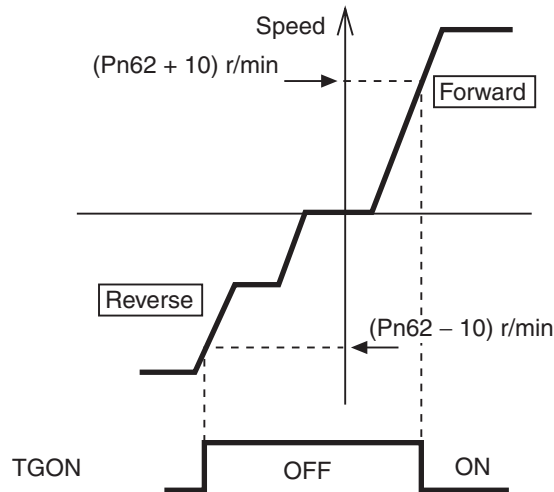 Speed
(Pn62 + 10) r/min
Forward
Reverse
(Pn62 − 10) r/min
TGON
OFF
ON